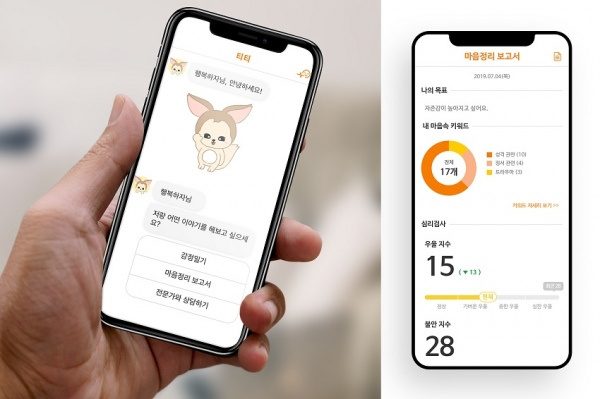 티티
행복하자님, 안녕하세요!
행복하자님
저랑 어떤 이야기를 해보고 싶으세
요?
감정일기
마음정리 보고서
전문가와 상담하기
마음정리 보고서
2019.07.04(목)
나의 목표
자존감이 높아지고 싶어요.
내 마음속 키워드
전체
17개
성격 관련 (10)
정서 관련 (4)
트라우마 (3)
키워드 자세히 보기 >>
심리검사
우울 지수
15 (▼13)
현재
정상
가벼운 우울
중한 우울
심한 우울
불안 지수
28